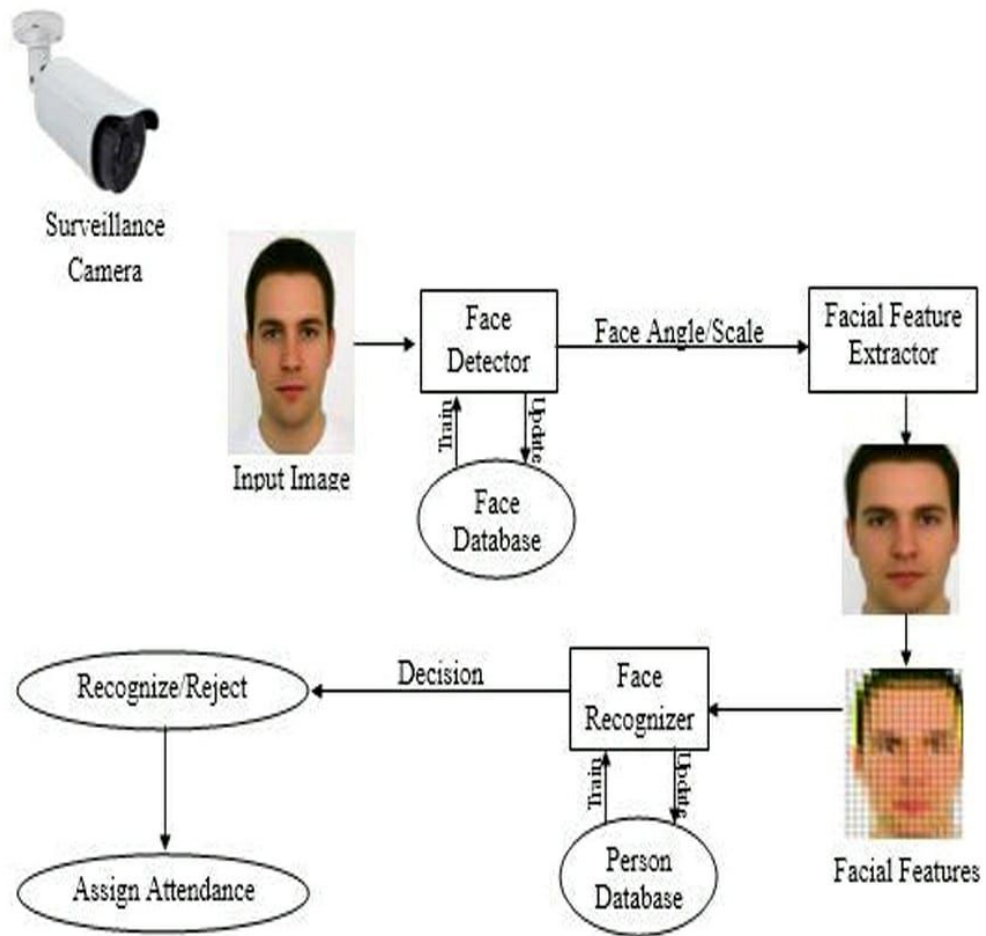 Surveillance
Camera
Input Image
Face
Detector
Face Angle/Scale
Facial Feature
Extractor
Train
Update
Face
Database
Recognize/Reject
Decision
Face
Recognizer
Train
Update
Assign Attendance
Person
Database
Facial Features